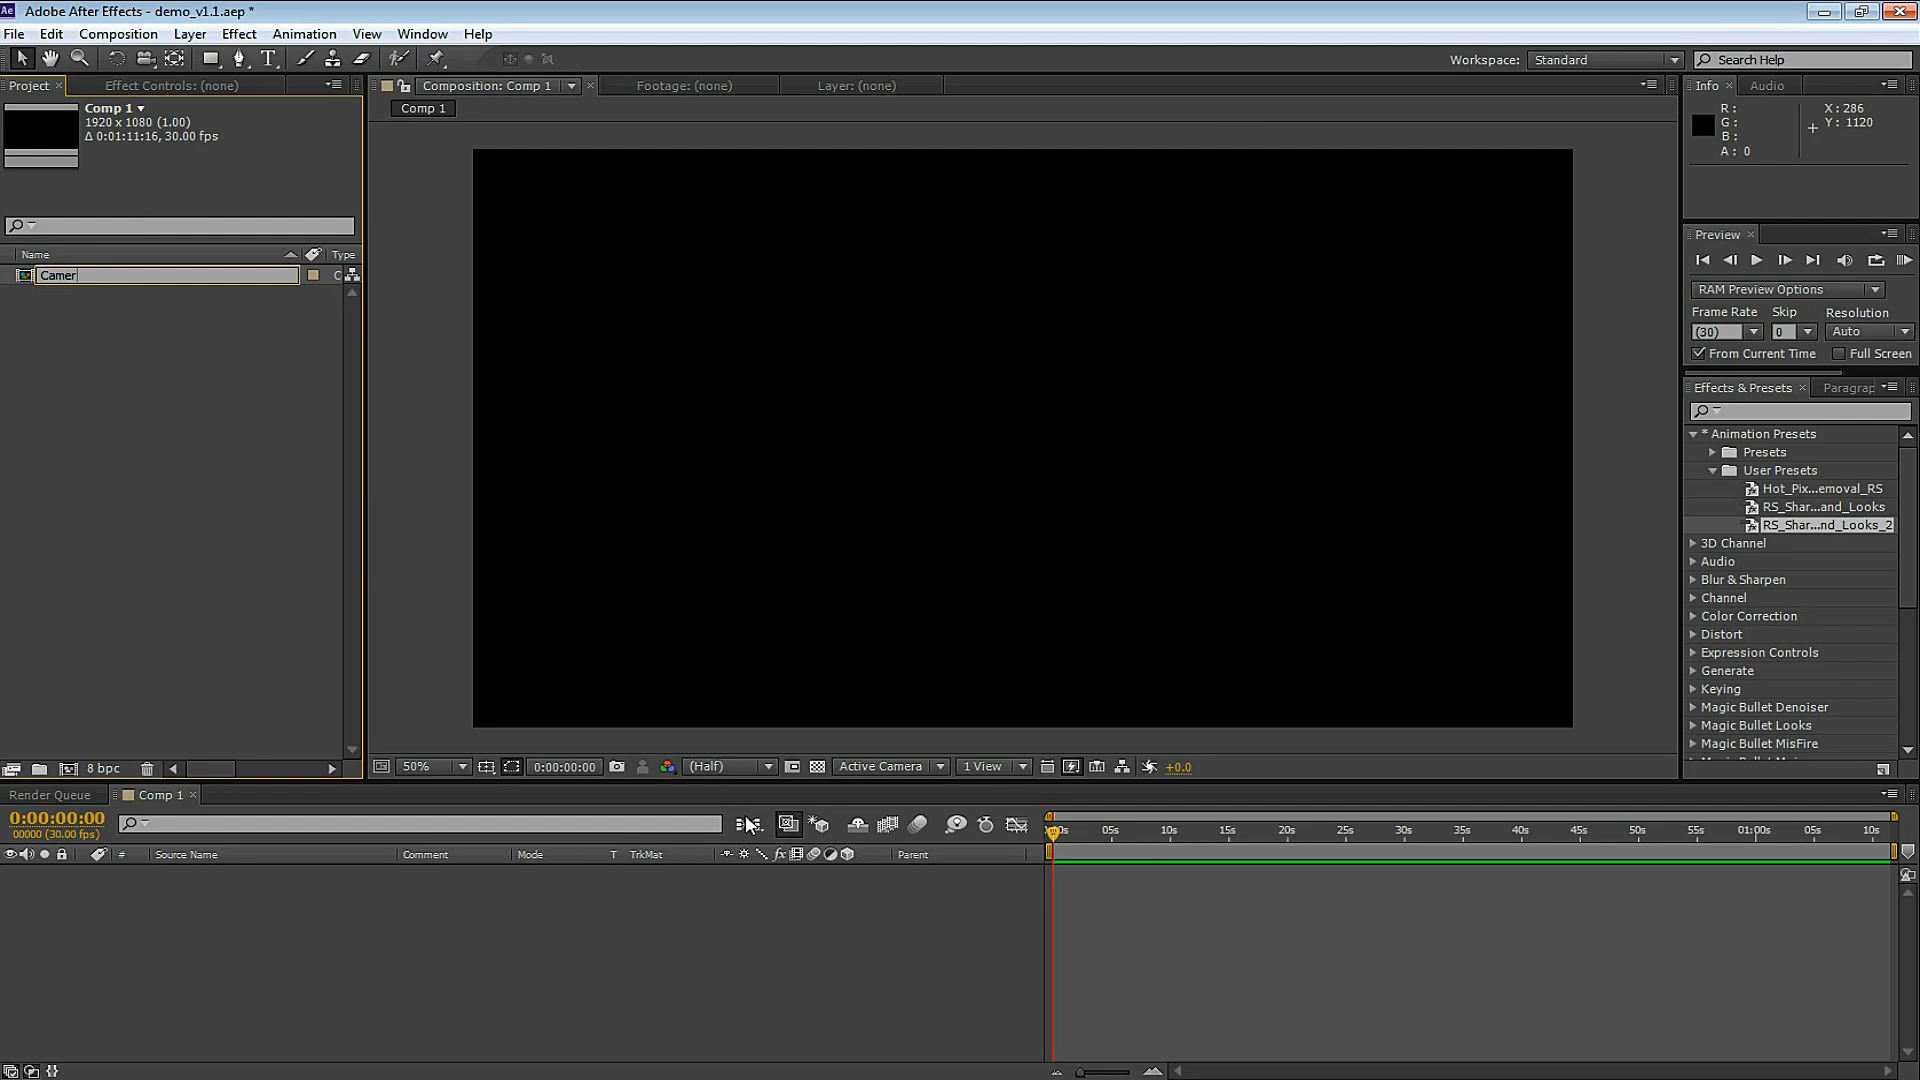 Ae Adobe After Effects - demo_v1.1.aep *
File Edit Composition Layer Effect Animation View Window Help
Workspace: Standard Search Help
Project × Effect Controls: (none) Composition: Comp 1 × Footage: (none) Layer: (none) Info × Audio
Comp 1
1920 x 1080 (1.00)
Δ 0:01:11:16, 30.00 fps
Comp 1
R :
G :
B :
A : 0
X : 286
Y : 1120
Name Type
Camer C
Preview ×
RAM Preview Options
Frame Rate Skip Resolution
(30) 0 Auto
From Current Time Full Screen
Effects & Presets × Paragrap
* Animation Presets
Presets
User Presets
Hot_Pix...emoval_RS
RS_Shar...and_Looks
RS_Shar...nd_Looks_2
3D Channel
Audio
Blur & Sharpen
Channel
Color Correction
Distort
Expression Controls
Generate
Keying
Magic Bullet Denoiser
Magic Bullet Looks
Magic Bullet MisFire
8 bpc 50% 0:00:00:00 (Half) Active Camera 1 View +0.0
Render Queue Comp 1 ×
0:00:00:00
00000 (30.00 fps)
05s 10s 15s 20s 25s 30s 35s 40s 45s 50s 55s 01:00s 05s 10s
# Source Name Comment Mode T TrkMat fx Parent